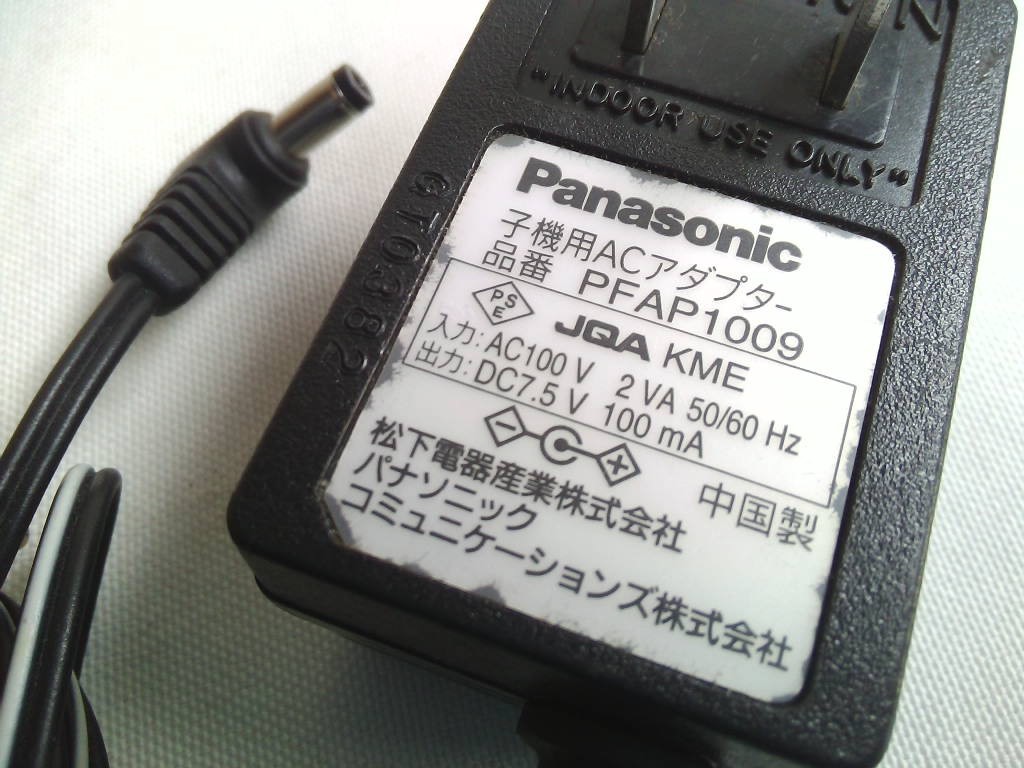 "INDOOR USE ONLY"
Panasonic
子機用ACアダプター
品番 PFAP1009
PSE JQA KME
入力: AC100 V 2 VA 50/60 Hz
出力: DC7.5 V 100 mA
中国製
松下電器産業株式会社
パナソニック
コミュニケーションズ株式会社
GT0382